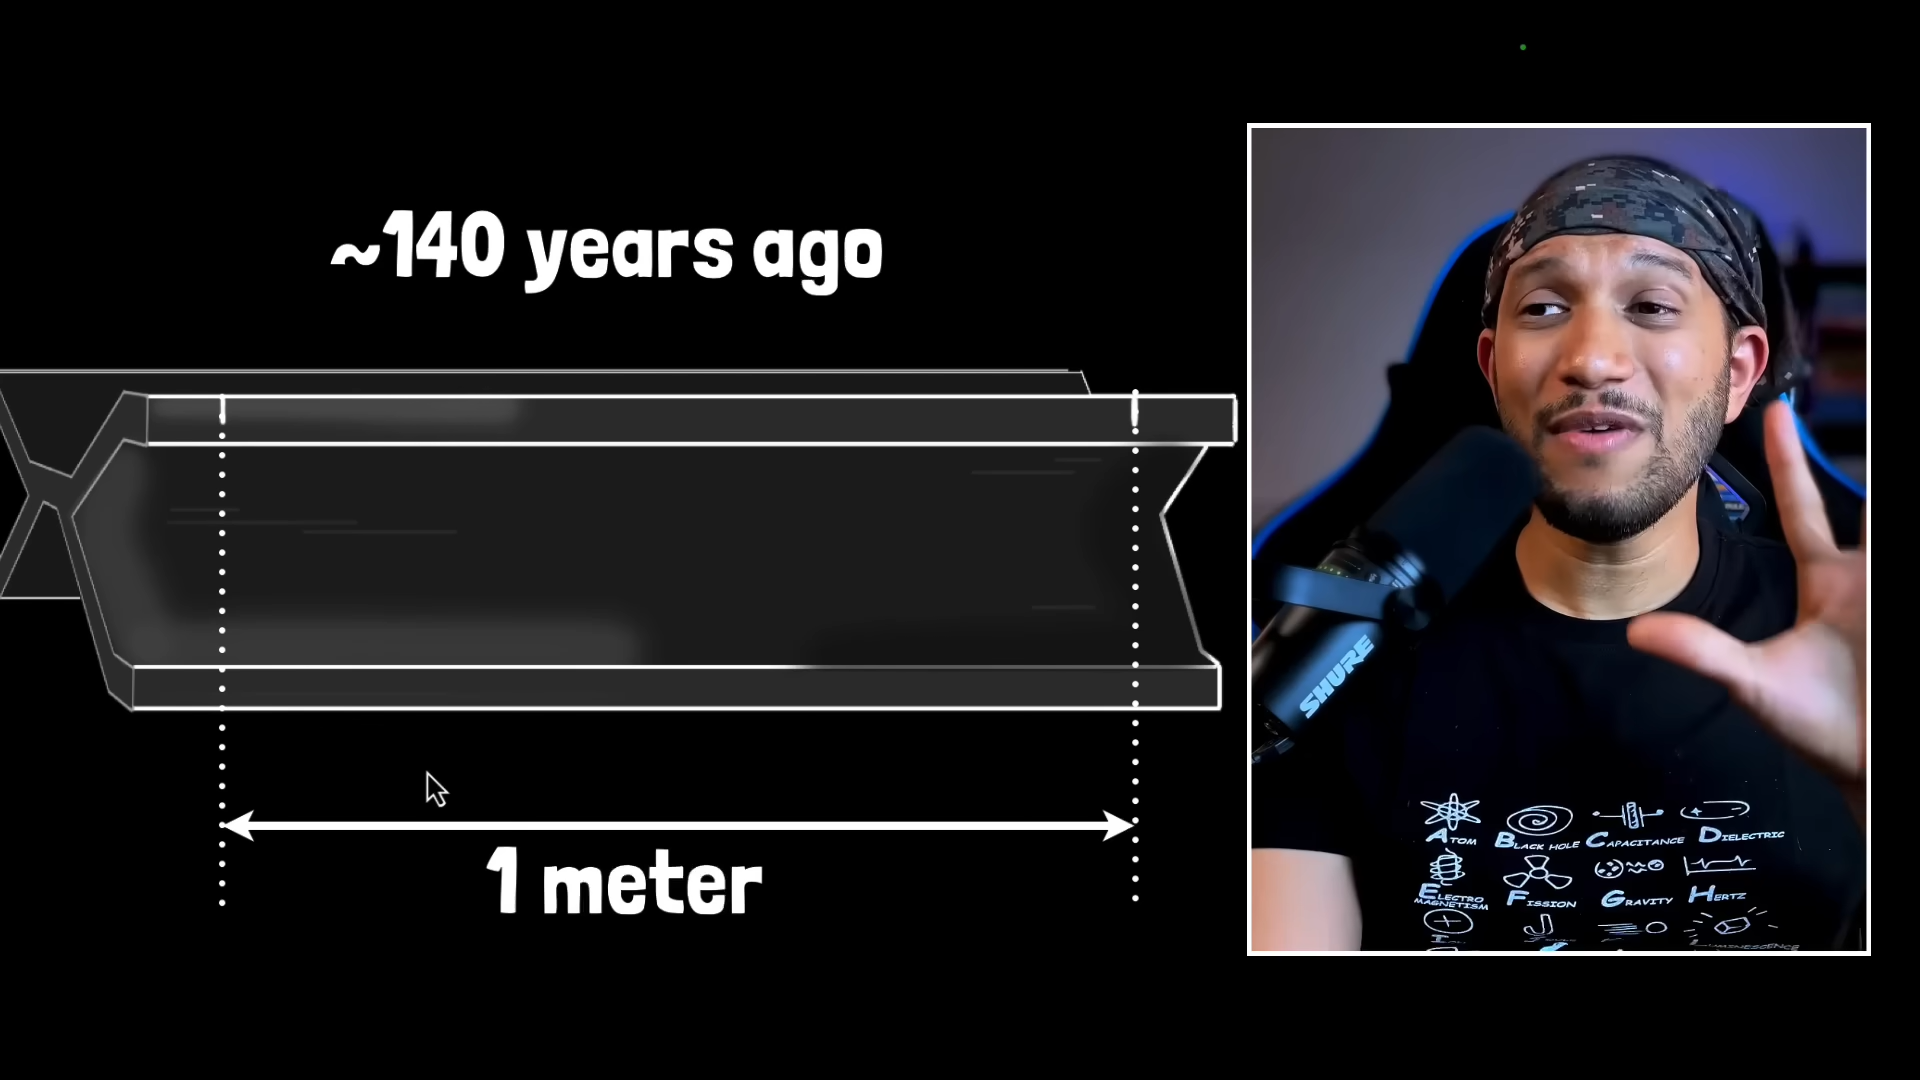 ~140 years ago
1 meter
SHURE
ATOM BLACK HOLE CAPACITANCE DIELECTRIC
ELECTRO
MAGNETISM
FISSION GRAVITY HERTZ